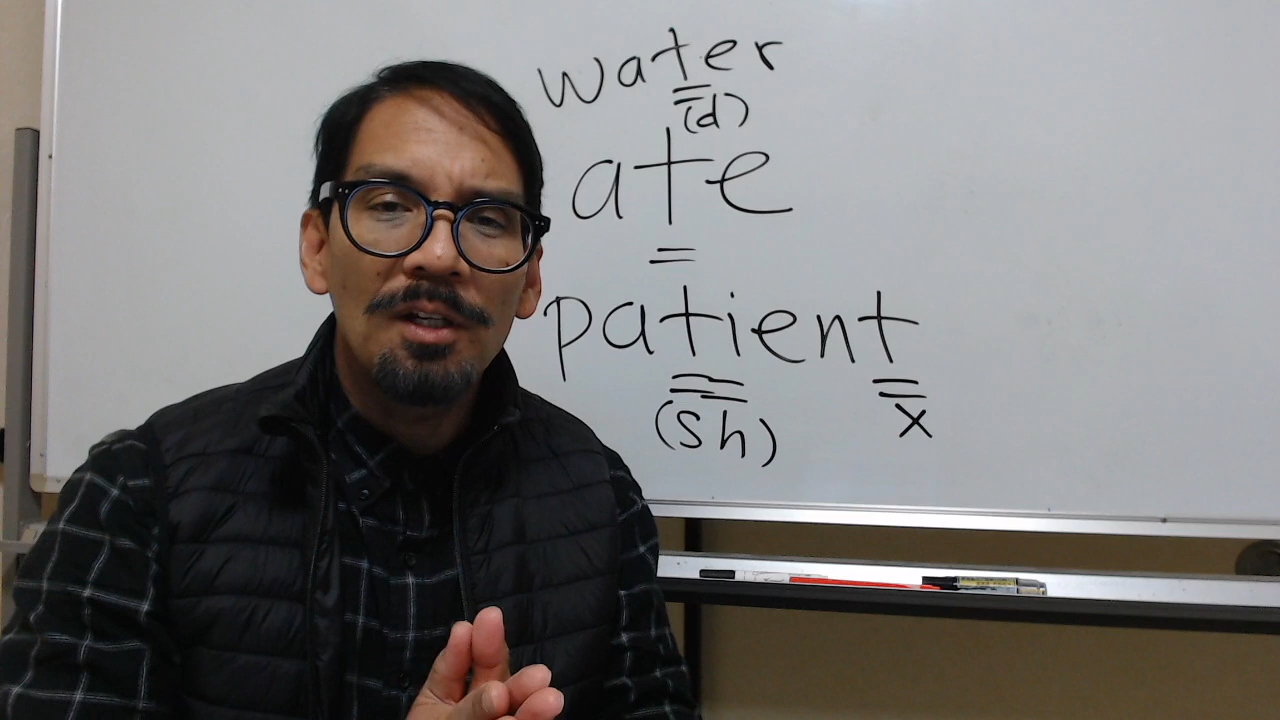 water
(d)
ate
patient
(sh) x